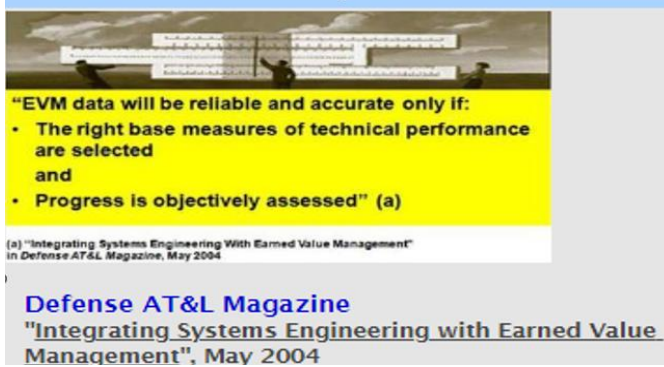 “EVM data will be reliable and accurate only if:
• The right base measures of technical performance
are selected
and
• Progress is objectively assessed” (a)
(a) “Integrating Systems Engineering With Earned Value Management”
in Defense AT&L Magazine, May 2004
Defense AT&L Magazine
"Integrating Systems Engineering with Earned Value
Management", May 2004